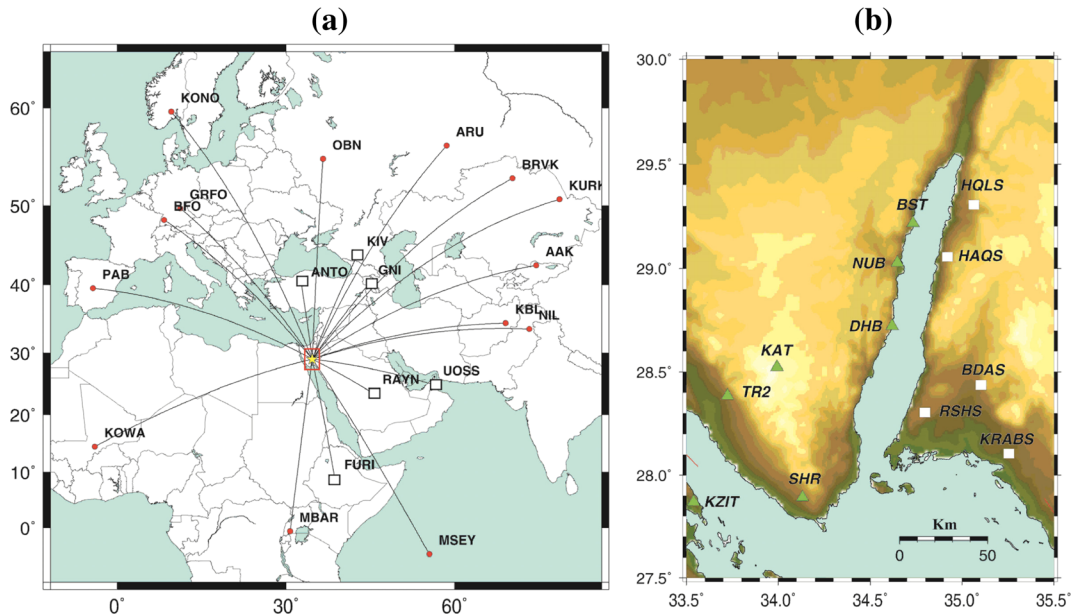 (a)
(b)
60°
50°
40°
30°
20°
10°
0°
0°
30°
60°
KONO
OBN
ARU
BRVK
KURK
GRFO
BFO
KIV
AAK
PAB
ANTO
GNI
KBL
NIL
RAYN
UOSS
KOWA
FURI
MBAR
MSEY
30.0°
29.5°
29.0°
28.5°
28.0°
27.5°
33.5
34.0°
34.5°
35.0°
35.5°
HQLS
BST
NUB
HAQS
DHB
KAT
BDAS
TR2
RSHS
KRABS
SHR
KZIT
Km
0
50